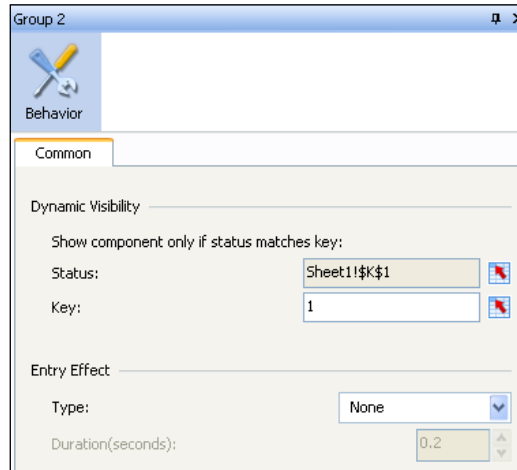 Group 2
Behavior
Common
Dynamic Visibility
Show component only if status matches key:
Status: Sheet1!$K$1
Key: 1
Entry Effect
Type: None
Duration(seconds): 0.2